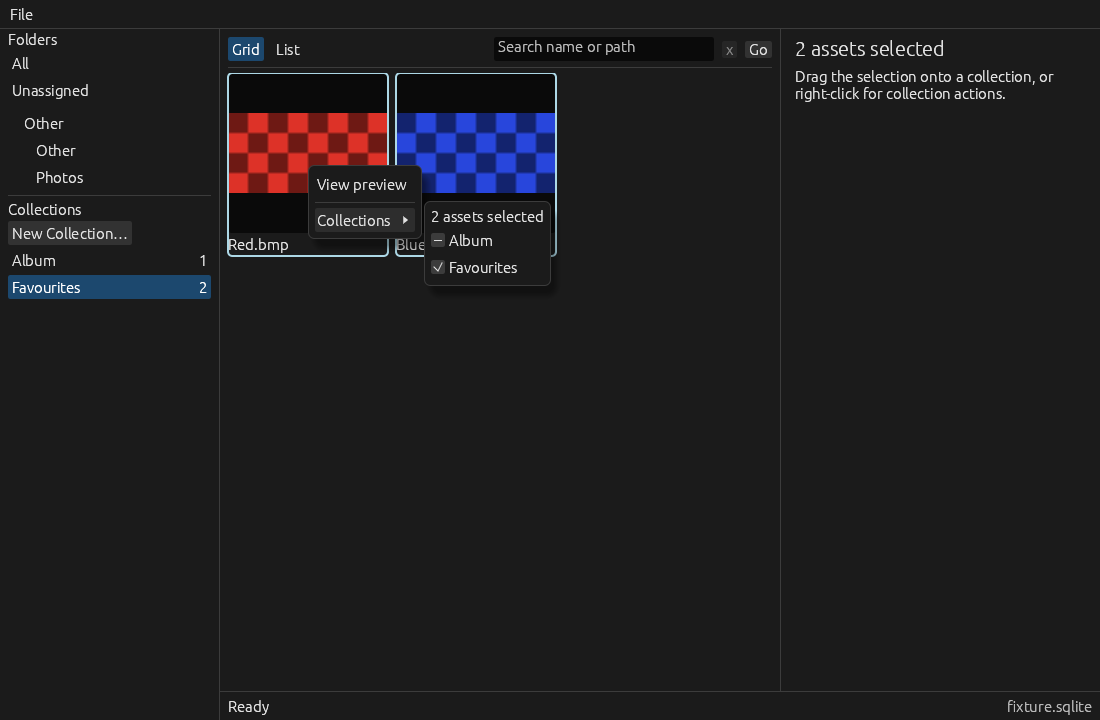 File
Folders
All
Unassigned
Other
Other
Photos
Collections
New Collection...
Album 1
Favourites 2
Grid List Search name or path x Go
Red.bmp
Blue
View preview
Collections
2 assets selected
Album
Favourites
2 assets selected
Drag the selection onto a collection, or
right-click for collection actions.
Ready
fixture.sqlite